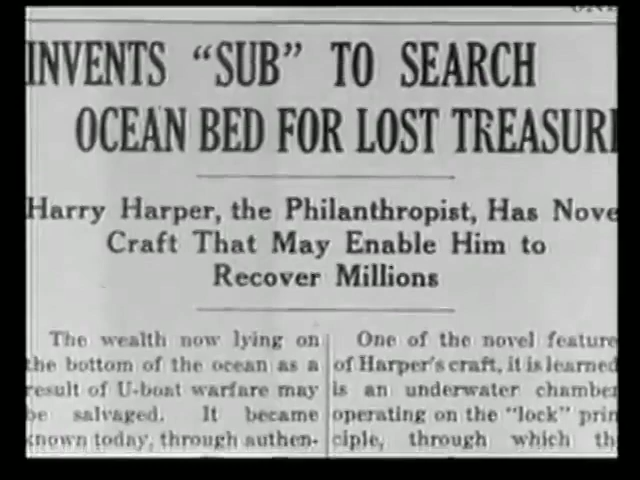 INVENTS "SUB" TO SEARCH
OCEAN BED FOR LOST TREASUR
Harry Harper, the Philanthropist, Has Nove
Craft That May Enable Him to
Recover Millions
The wealth now lying on
the bottom of the ocean as a
result of U-boat warfare may
be salvaged. It became
known today, through authen-
One of the novel feature
of Harper's craft, it is learned
is an underwater chamber
operating on the "lock" prin
ciple, through which th